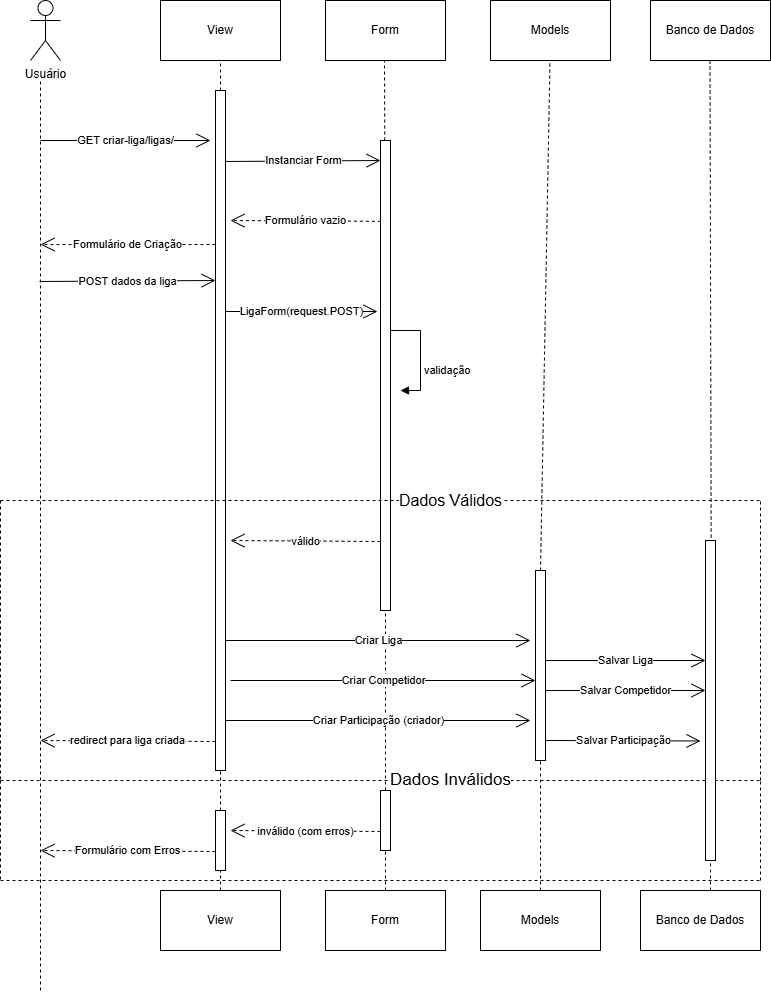 View
Form
Models
Banco de Dados
Usuário
GET criar-liga/ligas/
Instanciar Form
Formulário vazio
Formulário de Criação
POST dados da liga
LigaForm(request.POST)
validação
Dados Válidos
válido
Criar Liga
Salvar Liga
Criar Competidor
Salvar Competidor
Criar Participação (criador)
redirect para liga criada
Salvar Participação
Dados Inválidos
inválido (com erros)
Formulário com Erros
View
Form
Models
Banco de Dados